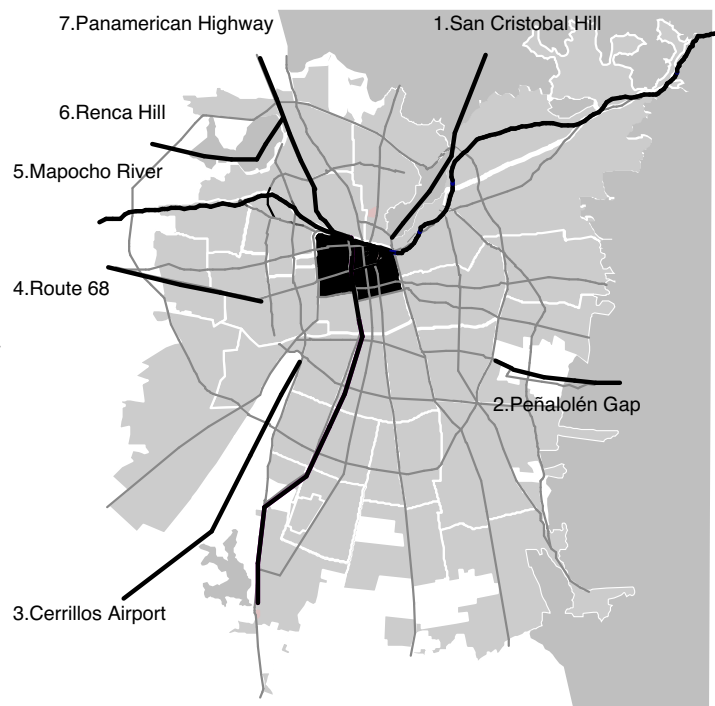 7.Panamerican Highway
1.San Cristobal Hill
6.Renca Hill
5.Mapocho River
4.Route 68
2.Peñalolén Gap
3.Cerrillos Airport